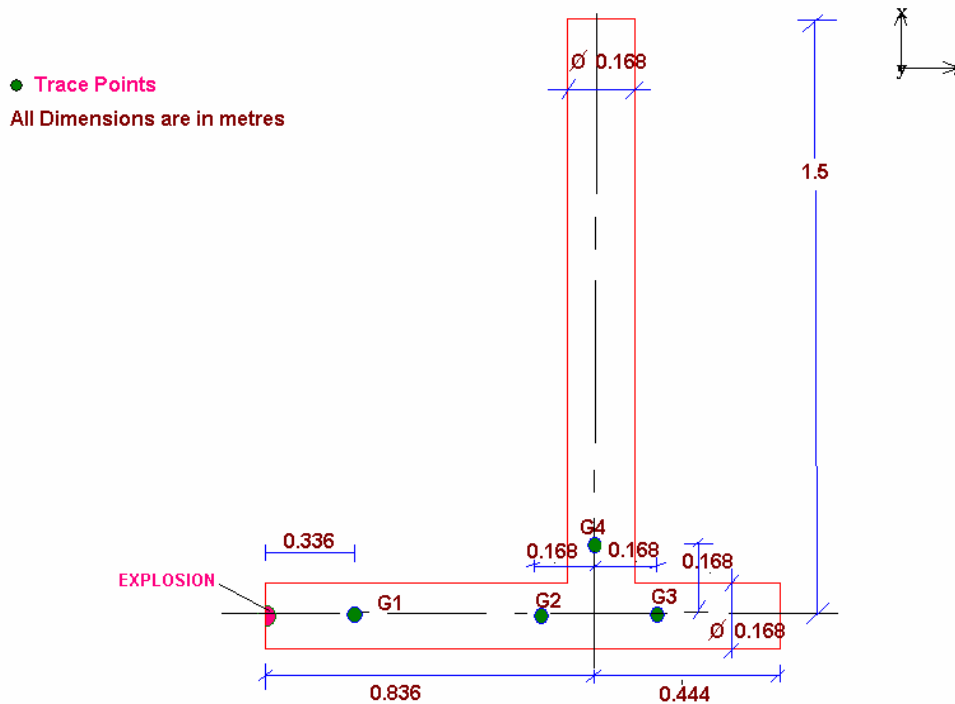 x
y
Trace Points
All Dimensions are in metres
Ø 0.168
1.5
G4
0.336
0.168
0.168
0.168
EXPLOSION
G1
G2
G3
Ø 0.168
0.836
0.444